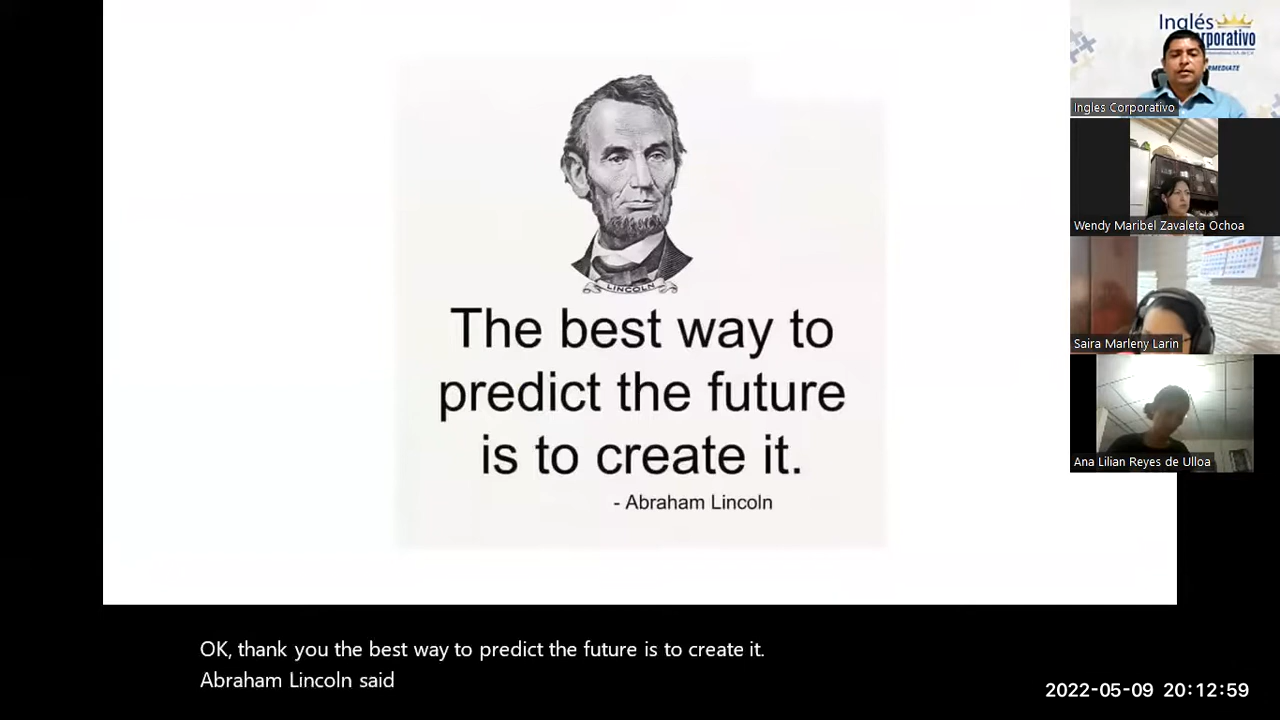 LINCOLN
The best way to
predict the future
is to create it.
- Abraham Lincoln
Inglés
rporativo
RMEDIATE
Ingles Corporativo
Wendy Maribel Zavaleta Ochoa
Saira Marleny Larin
Ana Lilian Reyes de Ulloa
OK, thank you the best way to predict the future is to create it.
Abraham Lincoln said
2022-05-09 20:12:59